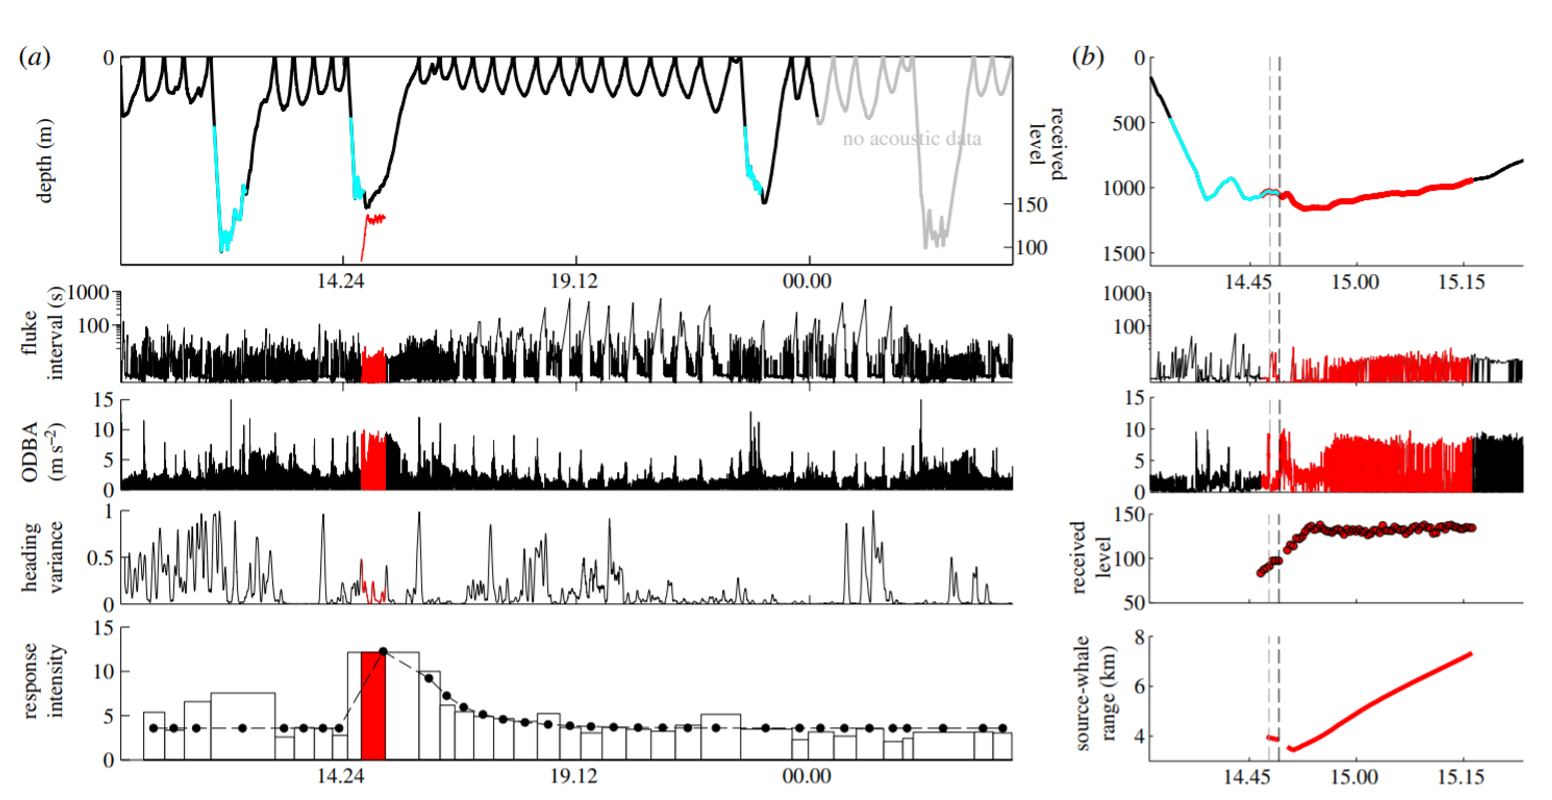 (a)
0
depth (m)
received
level
no acoustic data
150
100
14.24 19.12 00.00
fluke
interval (s)
1000
100
ODBA
(m s–2)
15
10
5
0
heading
variance
1
0.5
0
response
intensity
15
10
5
0
14.24 19.12 00.00
(b)
0
500
1000
1500
14.45 15.00 15.15
1000
100
15
10
5
0
received
level
150
100
50
source-whale
range (km)
8
6
4
14.45 15.00 15.15